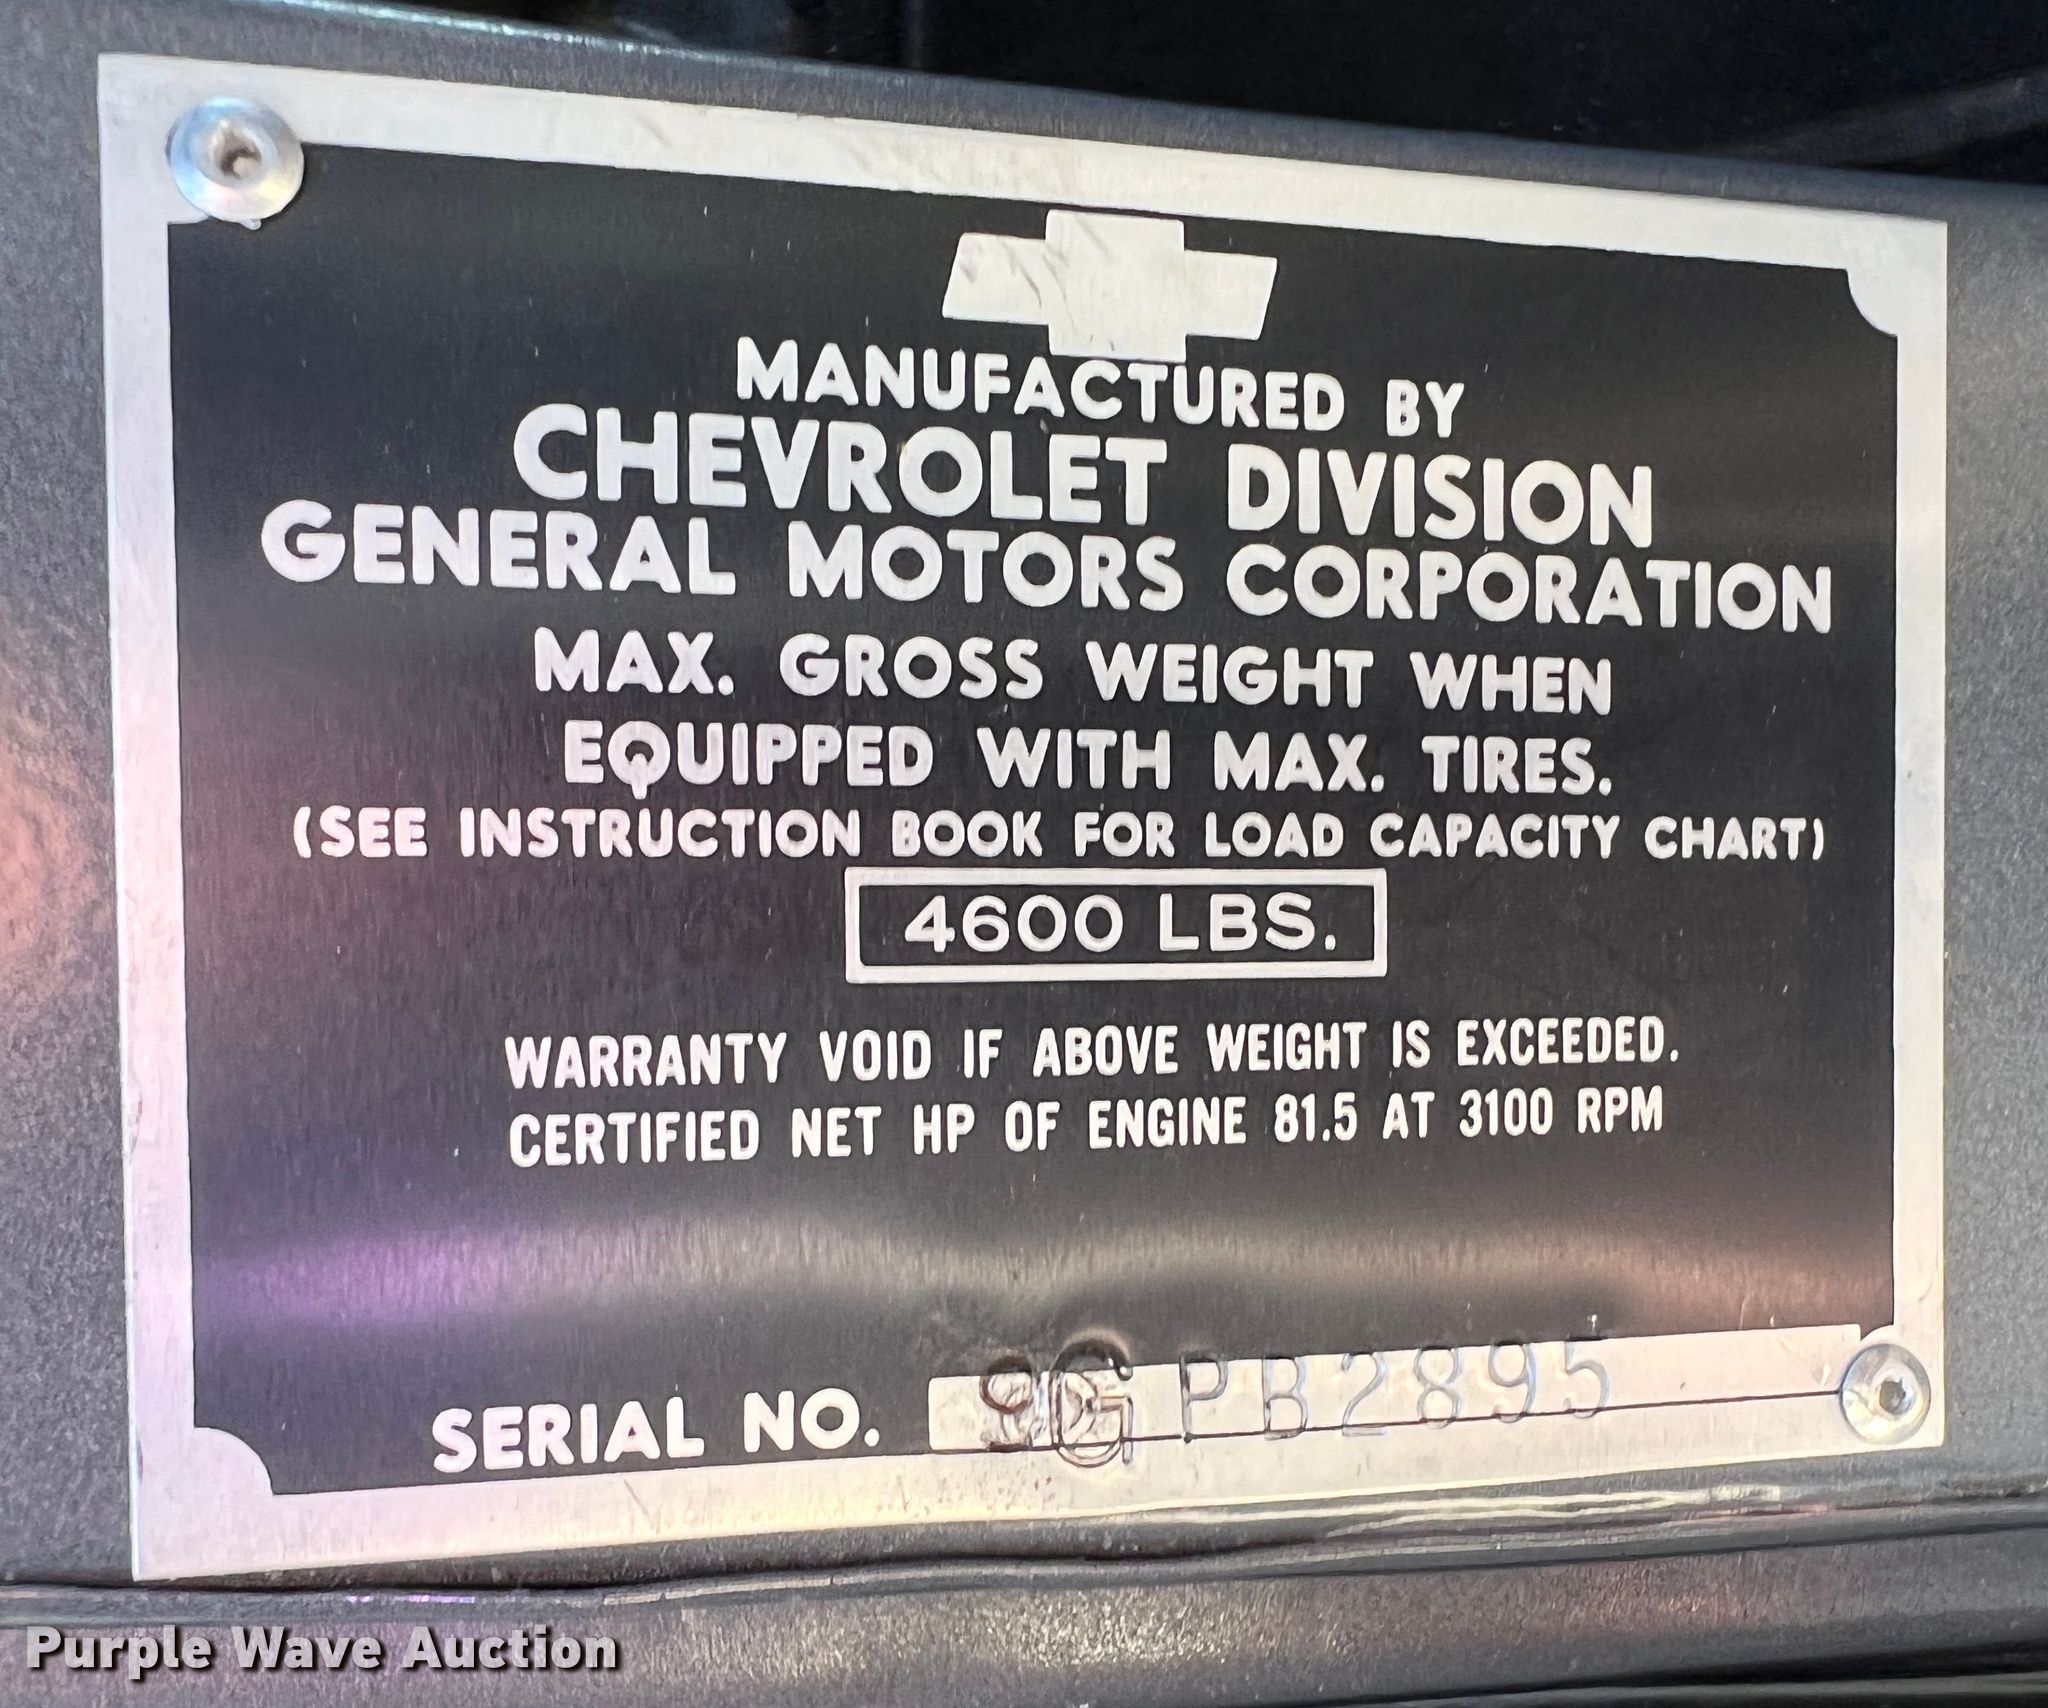 MANUFACTURED BY
CHEVROLET DIVISION
GENERAL MOTORS CORPORATION
MAX. GROSS WEIGHT WHEN
EQUIPPED WITH MAX. TIRES.
(SEE INSTRUCTION BOOK FOR LOAD CAPACITY CHART)
4600 LBS.
WARRANTY VOID IF ABOVE WEIGHT IS EXCEEDED.
CERTIFIED NET HP OF ENGINE 81.5 AT 3100 RPM
SERIAL NO. 9GPB2895
Purple Wave Auction